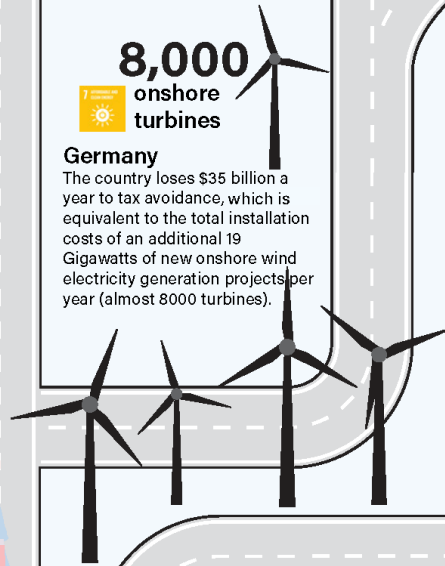 8,000
7
onshore
turbines
Germany
The country loses $35 billion a
year to tax avoidance, which is
equivalent to the total installation
costs of an additional 19
Gigawatts of new onshore wind
electricity generation projects per
year (almost 8000 turbines).